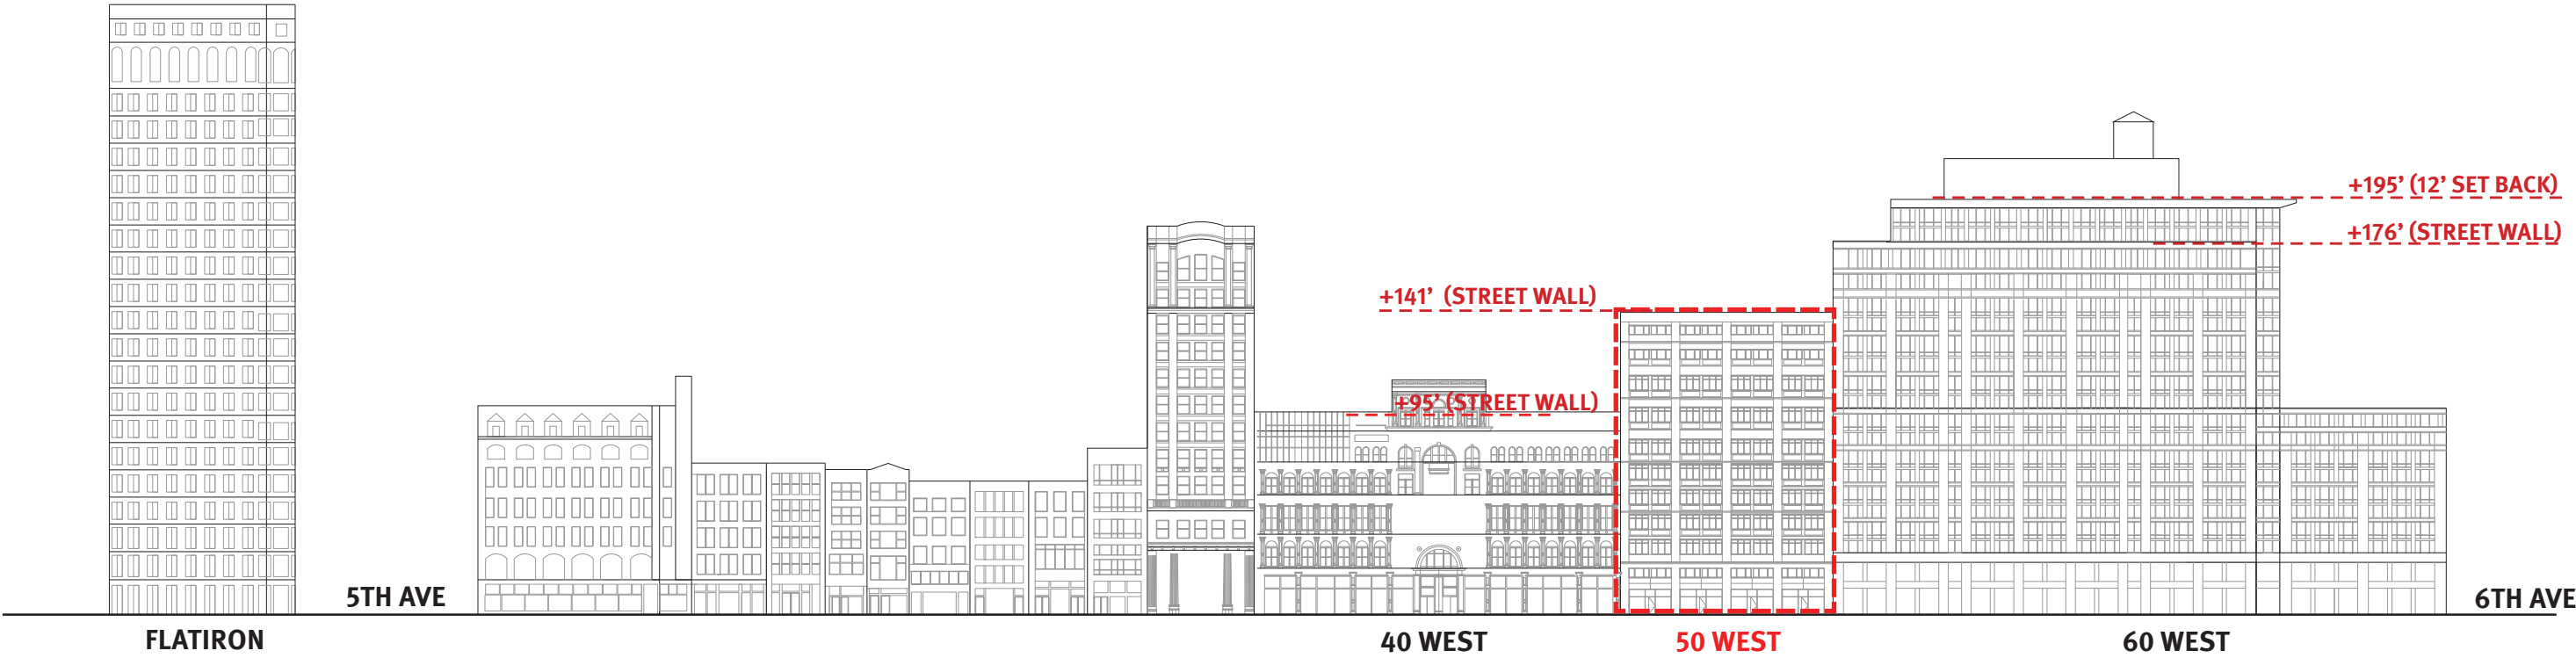 +195’ (12’ SET BACK)
+176’ (STREET WALL)
+141’ (STREET WALL)
+95’ (STREET WALL)
5TH AVE
6TH AVE
FLATIRON
40 WEST
50 WEST
60 WEST